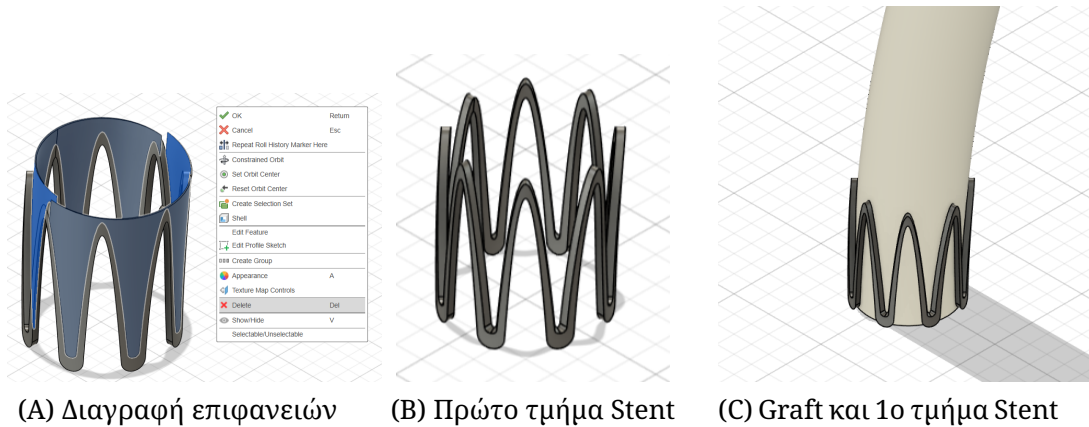 OK Return
Cancel Esc
Repeat Roll History Marker Here
Constrained Orbit
Set Orbit Center
Reset Orbit Center
Create Selection Set
Shell
Edit Feature
Edit Profile Sketch
Create Group
Appearance A
Texture Map Controls
Delete Del
Show/Hide V
Selectable/Unselectable
(A) Διαγραφή επιφανειών
(B) Πρώτο τμήμα Stent
(C) Graft και 1ο τμήμα Stent